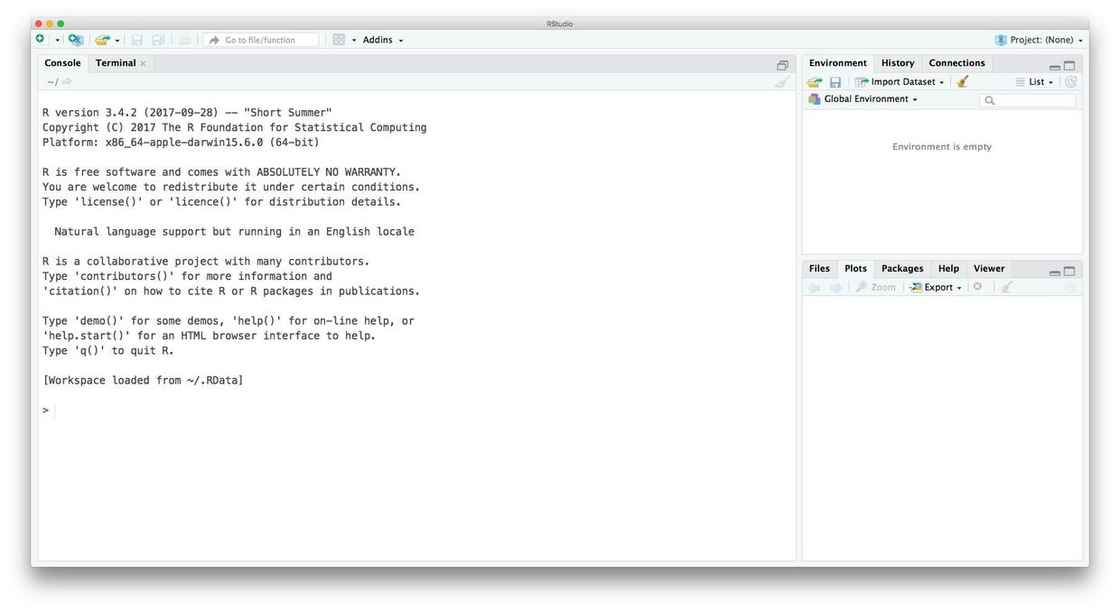 RStudio
Go to file/function
Addins
Project: (None)
Console Terminal
~/
R version 3.4.2 (2017-09-28) -- "Short Summer"
Copyright (C) 2017 The R Foundation for Statistical Computing
Platform: x86_64-apple-darwin15.6.0 (64-bit)
R is free software and comes with ABSOLUTELY NO WARRANTY.
You are welcome to redistribute it under certain conditions.
Type 'license()' or 'licence()' for distribution details.
Natural language support but running in an English locale
R is a collaborative project with many contributors.
Type 'contributors()' for more information and
'citation()' on how to cite R or R packages in publications.
Type 'demo()' for some demos, 'help()' for on-line help, or
'help.start()' for an HTML browser interface to help.
Type 'q()' to quit R.
[Workspace loaded from ~/.RData]
>
Environment History Connections
Import Dataset List
Global Environment
Environment is empty
Files Plots Packages Help Viewer
Zoom Export